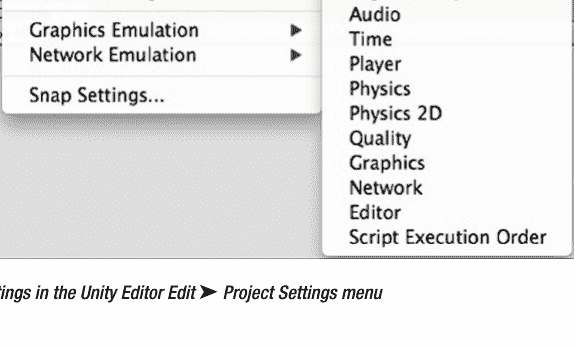 Graphics Emulation
Network Emulation
Snap Settings...
Audio
Time
Player
Physics
Physics 2D
Quality
Graphics
Network
Editor
Script Execution Order
tings in the Unity Editor Edit ➤ Project Settings menu